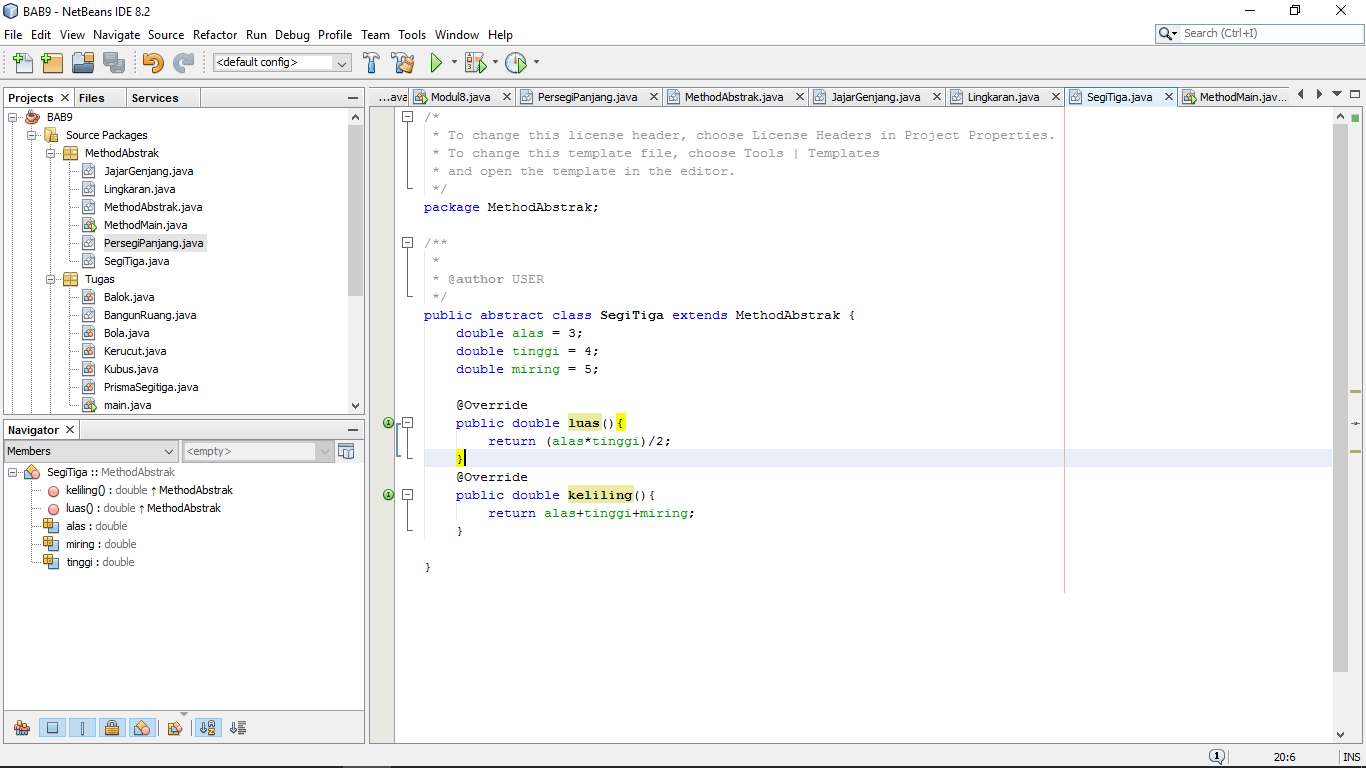 BAB9 - NetBeans IDE 8.2
File Edit View Navigate Source Refactor Run Debug Profile Team Tools Window Help
Search (Ctrl+I)
<default config>
Projects Files Services
BAB9
Source Packages
MethodAbstrak
JajarGenjang.java
Lingkaran.java
MethodAbstrak.java
MethodMain.java
PersegiPanjang.java
SegiTiga.java
Tugas
Balok.java
BangunRuang.java
Bola.java
Kerucut.java
Kubus.java
PrismaSegitiga.java
main.java
Navigator
Members <empty>
SegiTiga :: MethodAbstrak
keliling() : double ↑ MethodAbstrak
luas() : double ↑ MethodAbstrak
alas : double
miring : double
tinggi : double
...ava Modul8.java PersegiPanjang.java MethodAbstrak.java JajarGenjang.java Lingkaran.java SegiTiga.java MethodMain.jav...
/*
 * To change this license header, choose License Headers in Project Properties.
 * To change this template file, choose Tools | Templates
 * and open the template in the editor.
 */
package MethodAbstrak;
/**
 *
 * @author USER
 */
public abstract class SegiTiga extends MethodAbstrak {
    double alas = 3;
    double tinggi = 4;
    double miring = 5;
    @Override
    public double luas(){
        return (alas*tinggi)/2;
    }
    @Override
    public double keliling(){
        return alas+tinggi+miring;
    }
}
1 20:6 INS